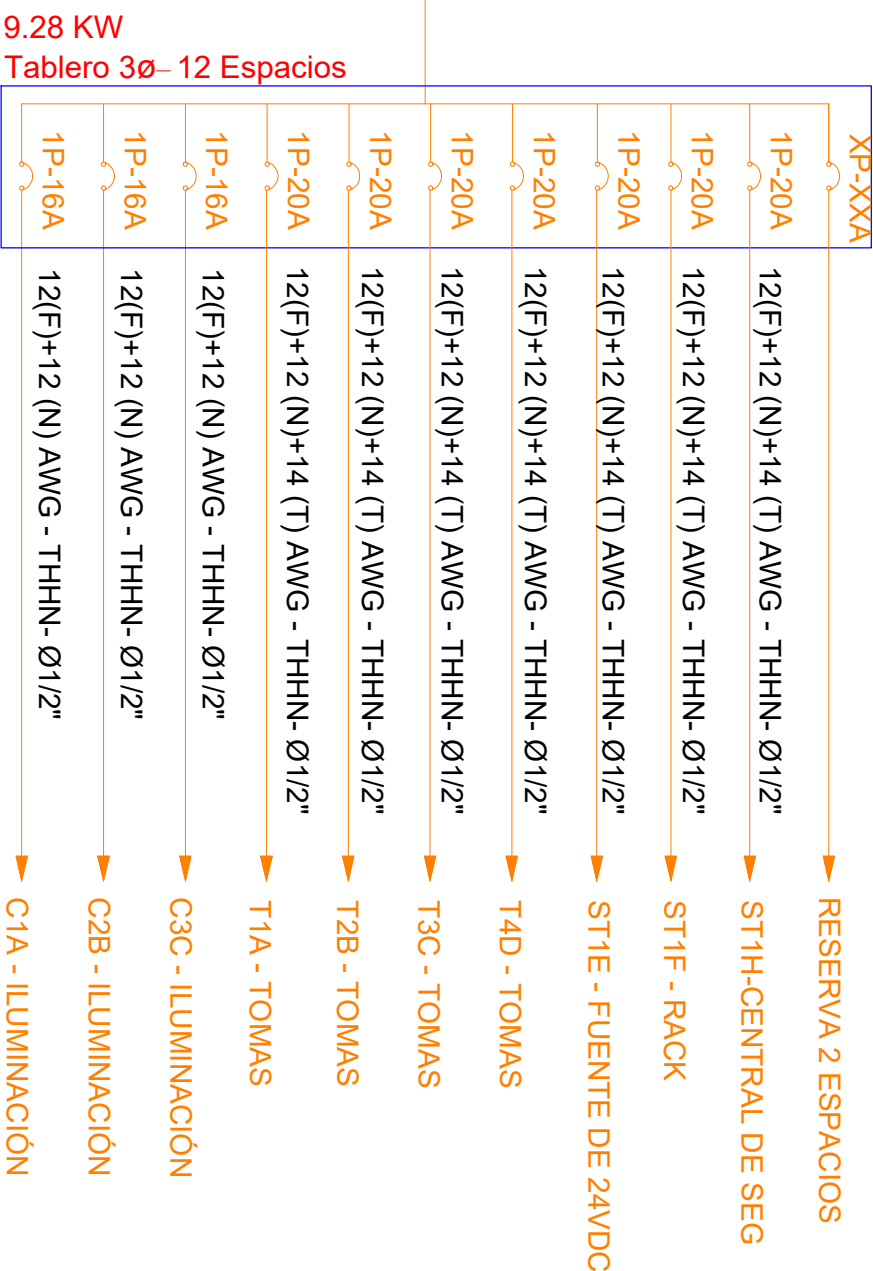 9.28 KW
Tablero 3ø– 12 Espacios
XP-XXA
RESERVA 2 ESPACIOS
1P-20A
12(F)+12 (N)+14 (T) AWG - THHN- Ø1/2"
ST1H-CENTRAL DE SEG
1P-20A
12(F)+12 (N)+14 (T) AWG - THHN- Ø1/2"
ST1F - RACK
1P-20A
12(F)+12 (N)+14 (T) AWG - THHN- Ø1/2"
ST1E - FUENTE DE 24VDC
1P-20A
12(F)+12 (N)+14 (T) AWG - THHN- Ø1/2"
T4D - TOMAS
1P-20A
12(F)+12 (N)+14 (T) AWG - THHN- Ø1/2"
T3C - TOMAS
1P-20A
12(F)+12 (N)+14 (T) AWG - THHN- Ø1/2"
T2B - TOMAS
1P-20A
12(F)+12 (N)+14 (T) AWG - THHN- Ø1/2"
T1A - TOMAS
1P-16A
12(F)+12 (N) AWG - THHN- Ø1/2"
C3C - ILUMINACIÓN
1P-16A
12(F)+12 (N) AWG - THHN- Ø1/2"
C2B - ILUMINACIÓN
1P-16A
12(F)+12 (N) AWG - THHN- Ø1/2"
C1A - ILUMINACIÓN